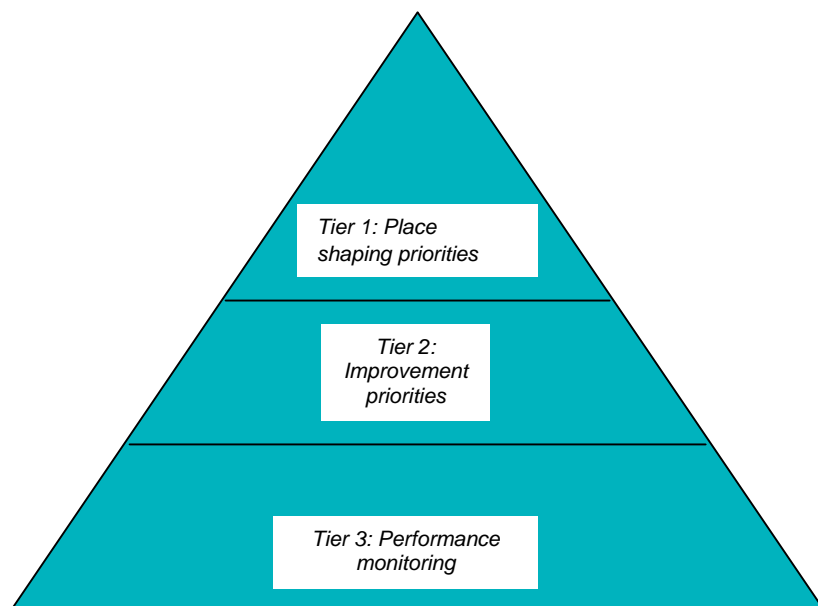 Tier 1: Place
shaping priorities
Tier 2:
Improvement
priorities
Tier 3: Performance
monitoring